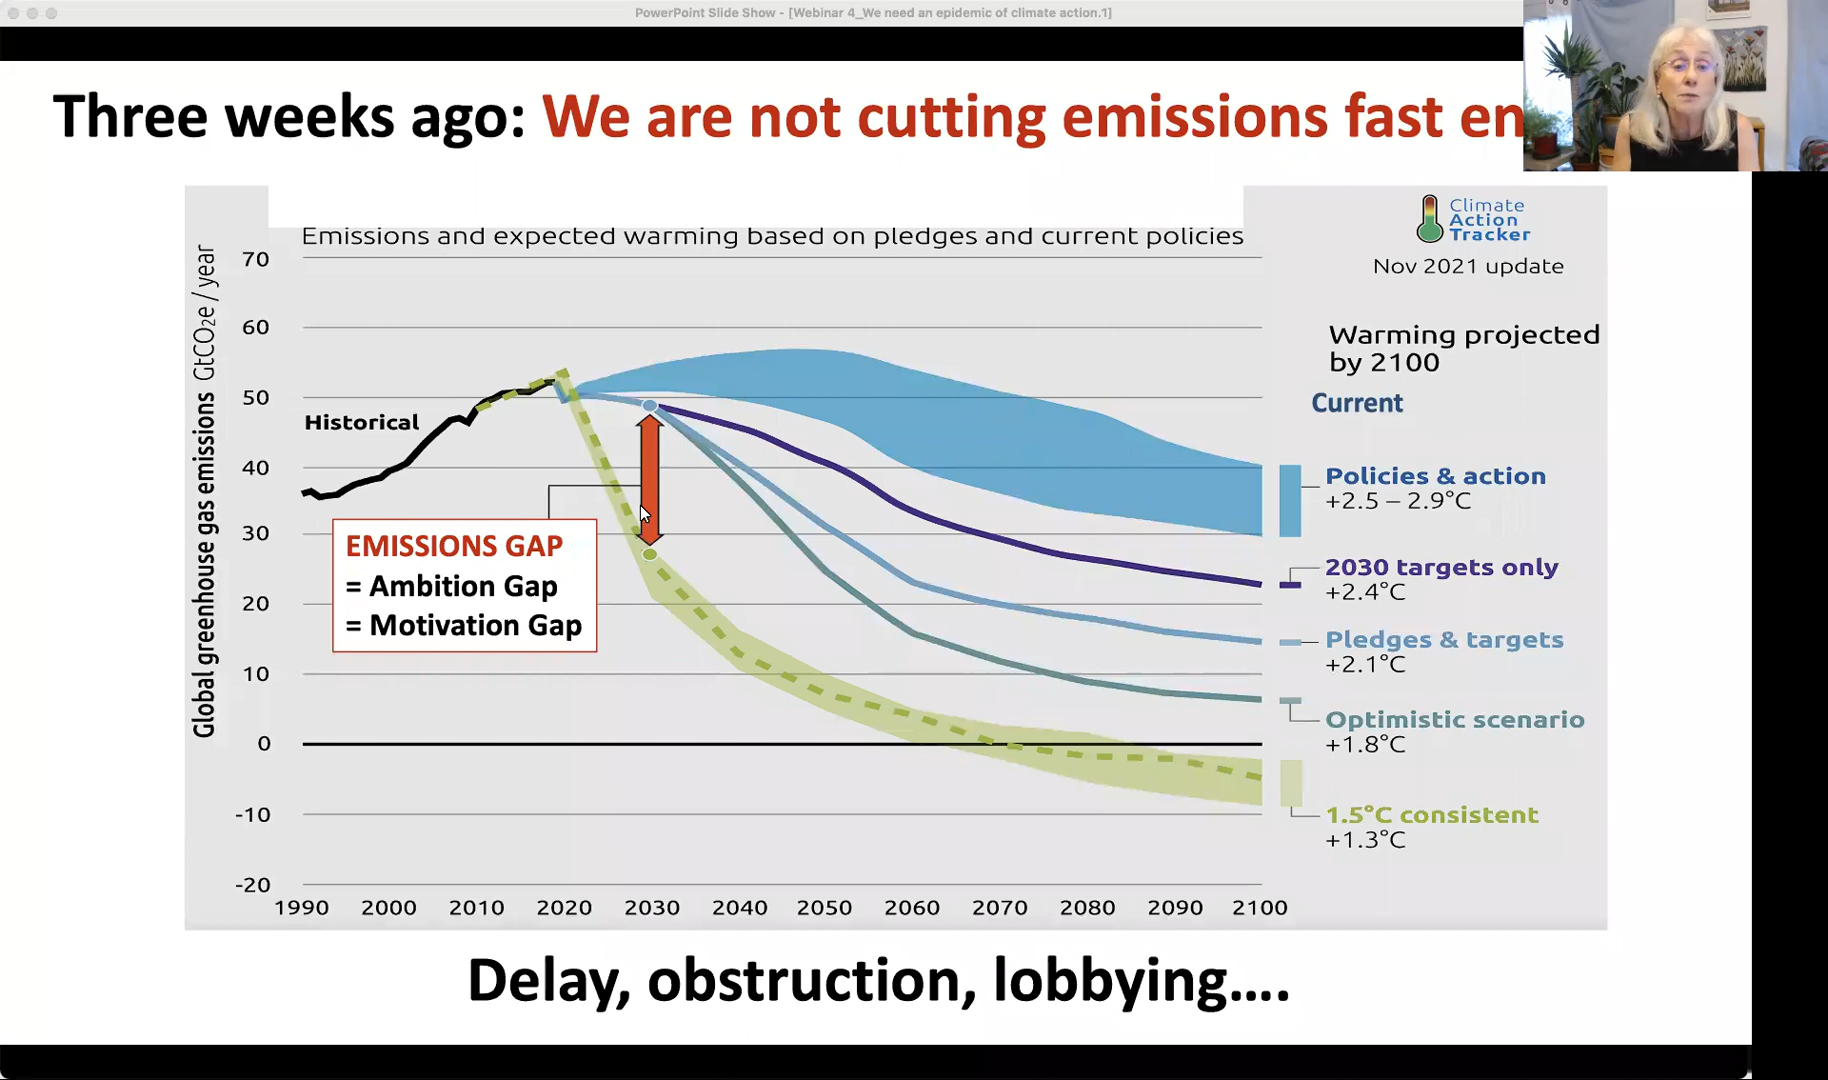 PowerPoint Slide Show - [Webinar 4_We need an epidemic of climate action.1]
Three weeks ago: We are not cutting emissions fast en
Climate
Action
Tracker
Nov 2021 update
Emissions and expected warming based on pledges and current policies
Global greenhouse gas emissions GtCO₂e / year
70
60
50
40
30
20
10
0
-10
-20
1990 2000 2010 2020 2030 2040 2050 2060 2070 2080 2090 2100
Historical
EMISSIONS GAP
= Ambition Gap
= Motivation Gap
Warming projected
by 2100
Current
Policies & action
+2.5 – 2.9°C
2030 targets only
+2.4°C
Pledges & targets
+2.1°C
Optimistic scenario
+1.8°C
1.5°C consistent
+1.3°C
Delay, obstruction, lobbying....